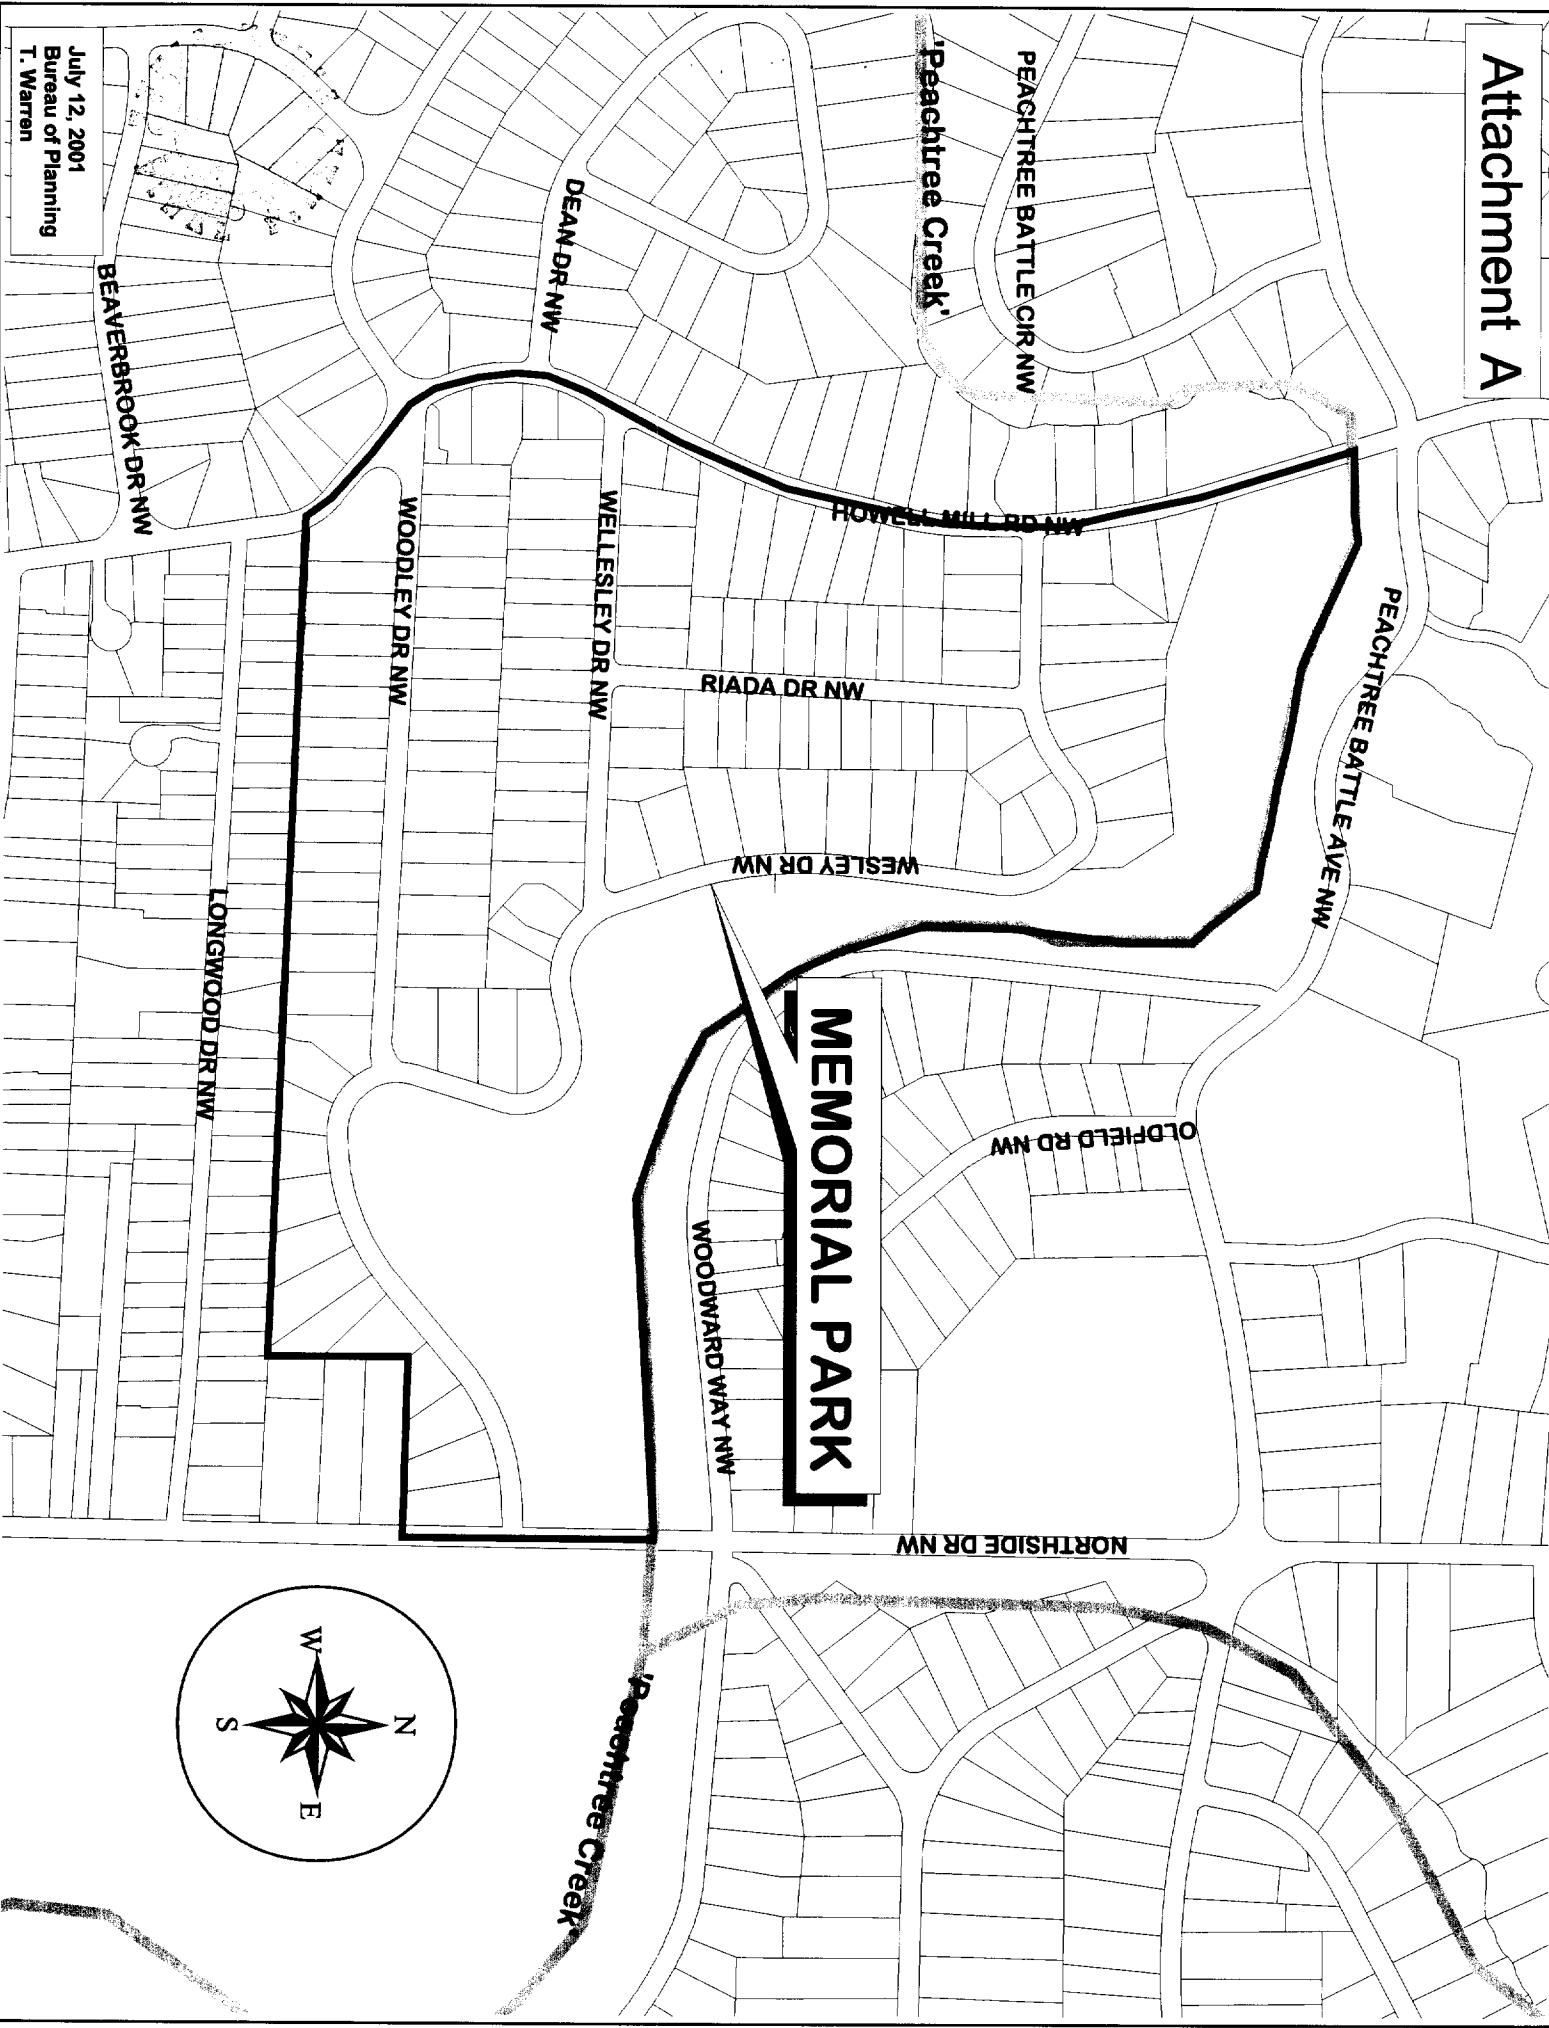 Attachment A
PEACHTREE BATTLE CIR NW
'Peachtree Creek'
DEAN DR NW
BEAVERBROOK DR NW
HOWELL MILL RD NW
PEACHTREE BATTLE AVE NW
WOODLEY DR NW
WELLESLEY DR NW
RIADA DR NW
WESLEY DR NW
LONGWOOD DR NW
MEMORIAL PARK
OLDFIELD RD NW
WOODWARD WAY NW
NORTHSIDE DR NW
'Peachtree Creek'
N
W
E
S
July 12, 2001
Bureau of Planning
T. Warren